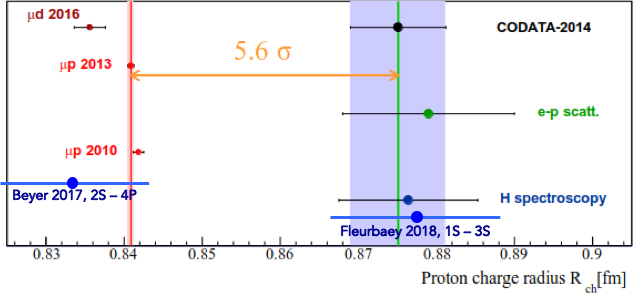 μd 2016
CODATA-2014
5.6 σ
μp 2013
e-p scatt.
μp 2010
Beyer 2017, 2S – 4P
H spectroscopy
Fleurbaey 2018, 1S – 3S
0.83 0.84 0.85 0.86 0.87 0.88 0.89 0.9
Proton charge radius R_ch[fm]